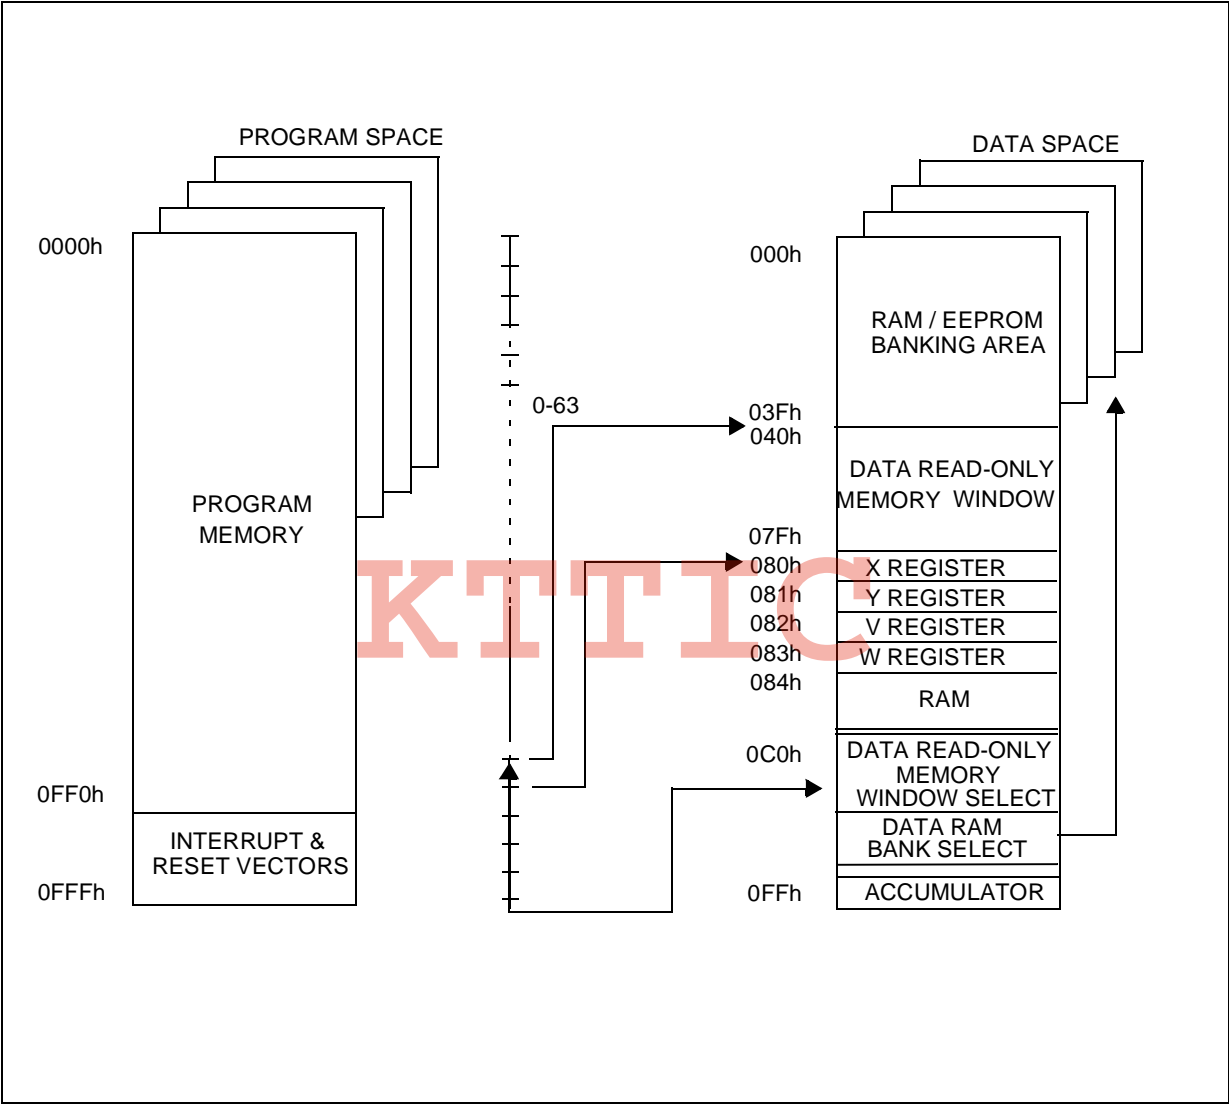 PROGRAM SPACE
0000h
PROGRAM
MEMORY
0FF0h
INTERRUPT &
RESET VECTORS
0FFFh
0-63
DATA SPACE
000h
RAM / EEPROM
BANKING AREA
03Fh
040h
DATA READ-ONLY
MEMORY WINDOW
07Fh
080h
X REGISTER
081h
Y REGISTER
082h
V REGISTER
083h
W REGISTER
084h
RAM
0C0h
DATA READ-ONLY
MEMORY
WINDOW SELECT
DATA RAM
BANK SELECT
0FFh
ACCUMULATOR
KTTIC